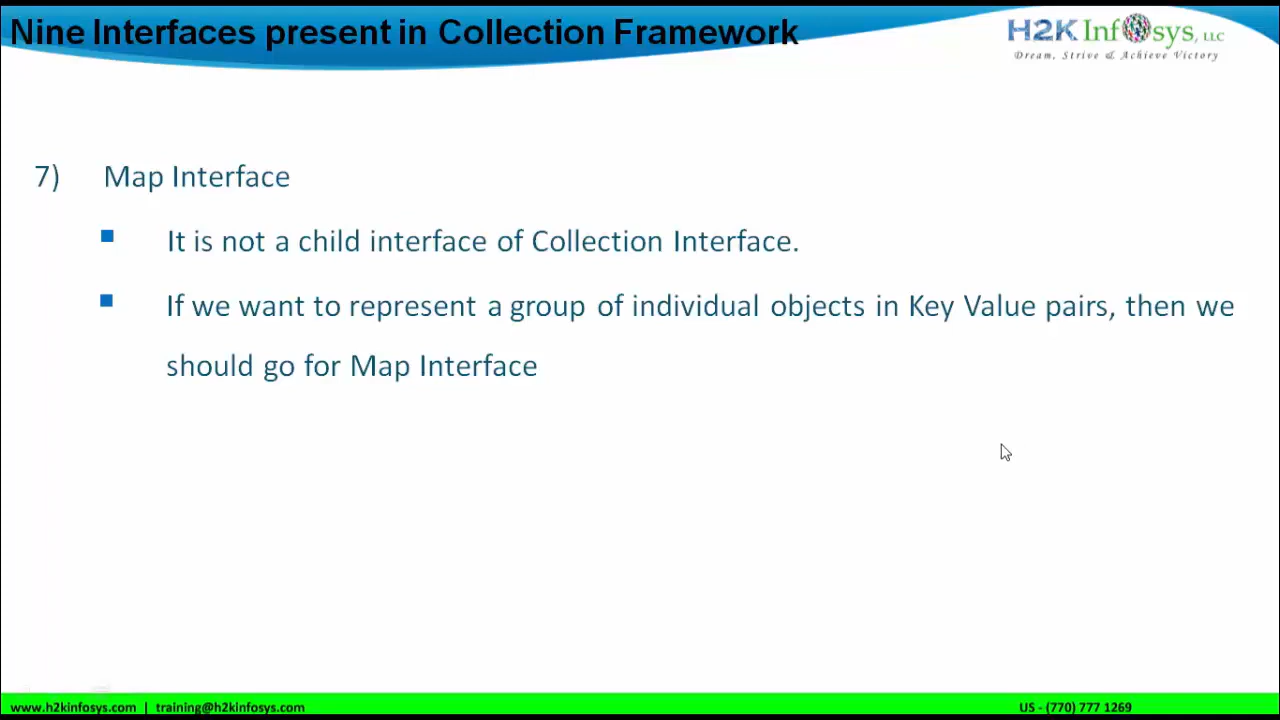 Nine Interfaces present in Collection Framework
H2K Infosys, LLC
Dream, Strive & Achieve Victory
7) Map Interface
▪ It is not a child interface of Collection Interface.
▪ If we want to represent a group of individual objects in Key Value pairs, then we
should go for Map Interface
www.h2kinfosys.com | training@h2kinfosys.com
US - (770) 777 1269